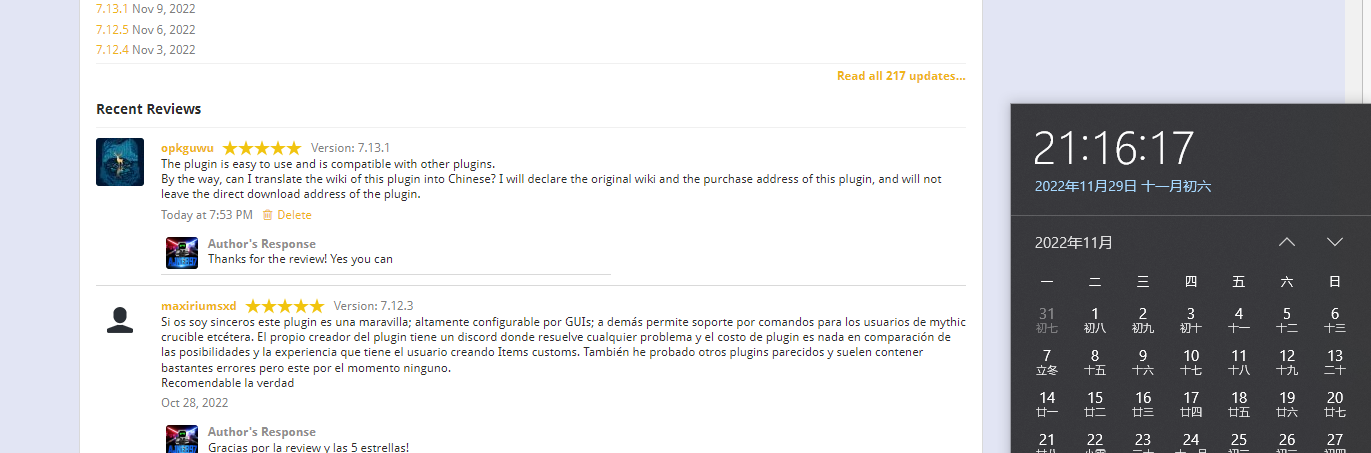 7.13.1 Nov 9, 2022
7.12.5 Nov 6, 2022
7.12.4 Nov 3, 2022
Read all 217 updates...
Recent Reviews
opkguwu Version: 7.13.1
The plugin is easy to use and is compatible with other plugins.
By the way, can I translate the wiki of this plugin into Chinese? I will declare the original wiki and the purchase address of this plugin, and will not
leave the direct download address of the plugin.
Today at 7:53 PM Delete
Author's Response
Thanks for the review! Yes you can
maxiriumsxd Version: 7.12.3
Si os soy sinceros este plugin es una maravilla; altamente configurable por GUIs; a demás permite soporte por comandos para los usuarios de mythic
crucible etcétera. El propio creador del plugin tiene un discord donde resuelve cualquier problema y el costo de plugin es nada en comparación de
las posibilidades y la experiencia que tiene el usuario creando Items customs. También he probado otros plugins parecidos y suelen contener
bastantes errores pero este por el momento ninguno.
Recomendable la verdad
Oct 28, 2022
Author's Response
Gracias por la review y las 5 estrellas!
21:16:17
2022年11月29日 十一月初六
2022年11月
一 二 三 四 五 六 日
31 1 2 3 4 5 6
初七 初八 初九 初十 十一 十二 十三
7 8 9 10 11 12 13
立冬 十五 十六 十七 十八 十九 二十
14 15 16 17 18 19 20
廿一 廿二 廿三 廿四 廿五 廿六 廿七
21 22 23 24 25 26 27